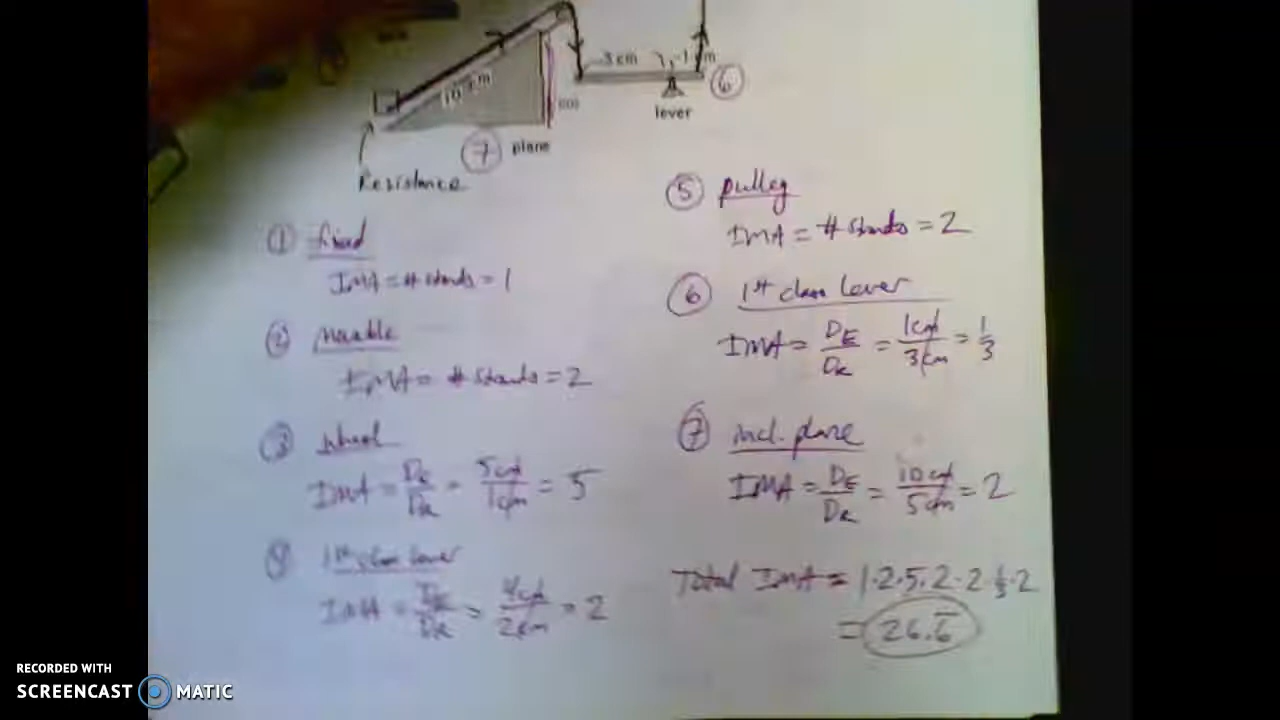 10 cm
3 cm
1 cm
6
lever
7 plane
Resistance
1 fixed
IMA = # strands = 1
2 movable
IMA = # strands = 2
3 wheel
IMA = DE/DR = 5cm/1cm = 5
4 1st class lever
IMA = DE/DR = 4cm/2cm = 2
5 pulley
IMA = # strands = 2
6 1st class lever
IMA = DE/DR = 1cm/3cm = 1/3
7 incl. plane
IMA = DE/DR = 10cm/5cm = 2
Total IMA = 1·2·5·2·2·1/3·2
= 26.6̅
RECORDED WITH
SCREENCAST MATIC